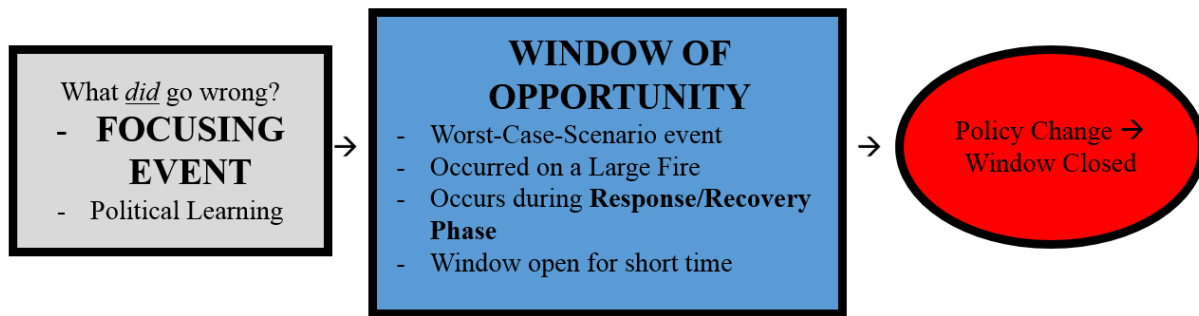 What did go wrong?
- FOCUSING
EVENT
- Political Learning
→
WINDOW OF
OPPORTUNITY
- Worst-Case-Scenario event
- Occurred on a Large Fire
- Occurs during Response/Recovery
Phase
- Window open for short time
→
Policy Change →
Window Closed